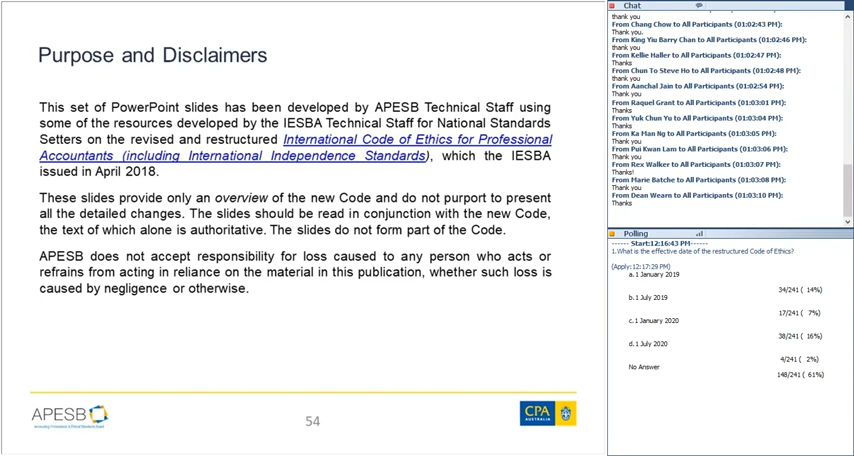 Purpose and Disclaimers
This set of PowerPoint slides has been developed by APESB Technical Staff using
some of the resources developed by the IESBA Technical Staff for National Standards
Setters on the revised and restructured International Code of Ethics for Professional
Accountants (including International Independence Standards), which the IESBA
issued in April 2018.
These slides provide only an overview of the new Code and do not purport to present
all the detailed changes. The slides should be read in conjunction with the new Code,
the text of which alone is authoritative. The slides do not form part of the Code.
APESB does not accept responsibility for loss caused to any person who acts or
refrains from acting in reliance on the material in this publication, whether such loss is
caused by negligence or otherwise.
APESB
54
CPA
AUSTRALIA
Chat
thank you
From Chang Chow to All Participants (01:02:43 PM):
Thank you.
From King Yiu Barry Chan to All Participants (01:02:46 PM):
thank you
From Kellie Haller to All Participants (01:02:47 PM):
Thanks
From Chun To Steve Ho to All Participants (01:02:48 PM):
thank you
From Aanchal Jain to All Participants (01:02:54 PM):
Thank you
From Raquel Grant to All Participants (01:03:01 PM):
Thanks
From Yuk Chun Yu to All Participants (01:03:04 PM):
Thanks
From Ka Man Ng to All Participants (01:03:05 PM):
Thank you
From Pui Kwan Lam to All Participants (01:03:06 PM):
Thank you
From Rex Walker to All Participants (01:03:07 PM):
Thanks!
From Marie Batche to All Participants (01:03:08 PM):
Thank you
From Dean Wearn to All Participants (01:03:10 PM):
Thanks
Polling
------ Start:12:16:43 PM------
1.What is the effective date of the restructured Code of Ethics?
(Apply:12:17:29 PM)
a.1 January 2019
34/241 ( 14%)
b.1 July 2019
17/241 ( 7%)
c.1 January 2020
38/241 ( 16%)
d.1 July 2020
4/241 ( 2%)
No Answer
148/241 ( 61%)